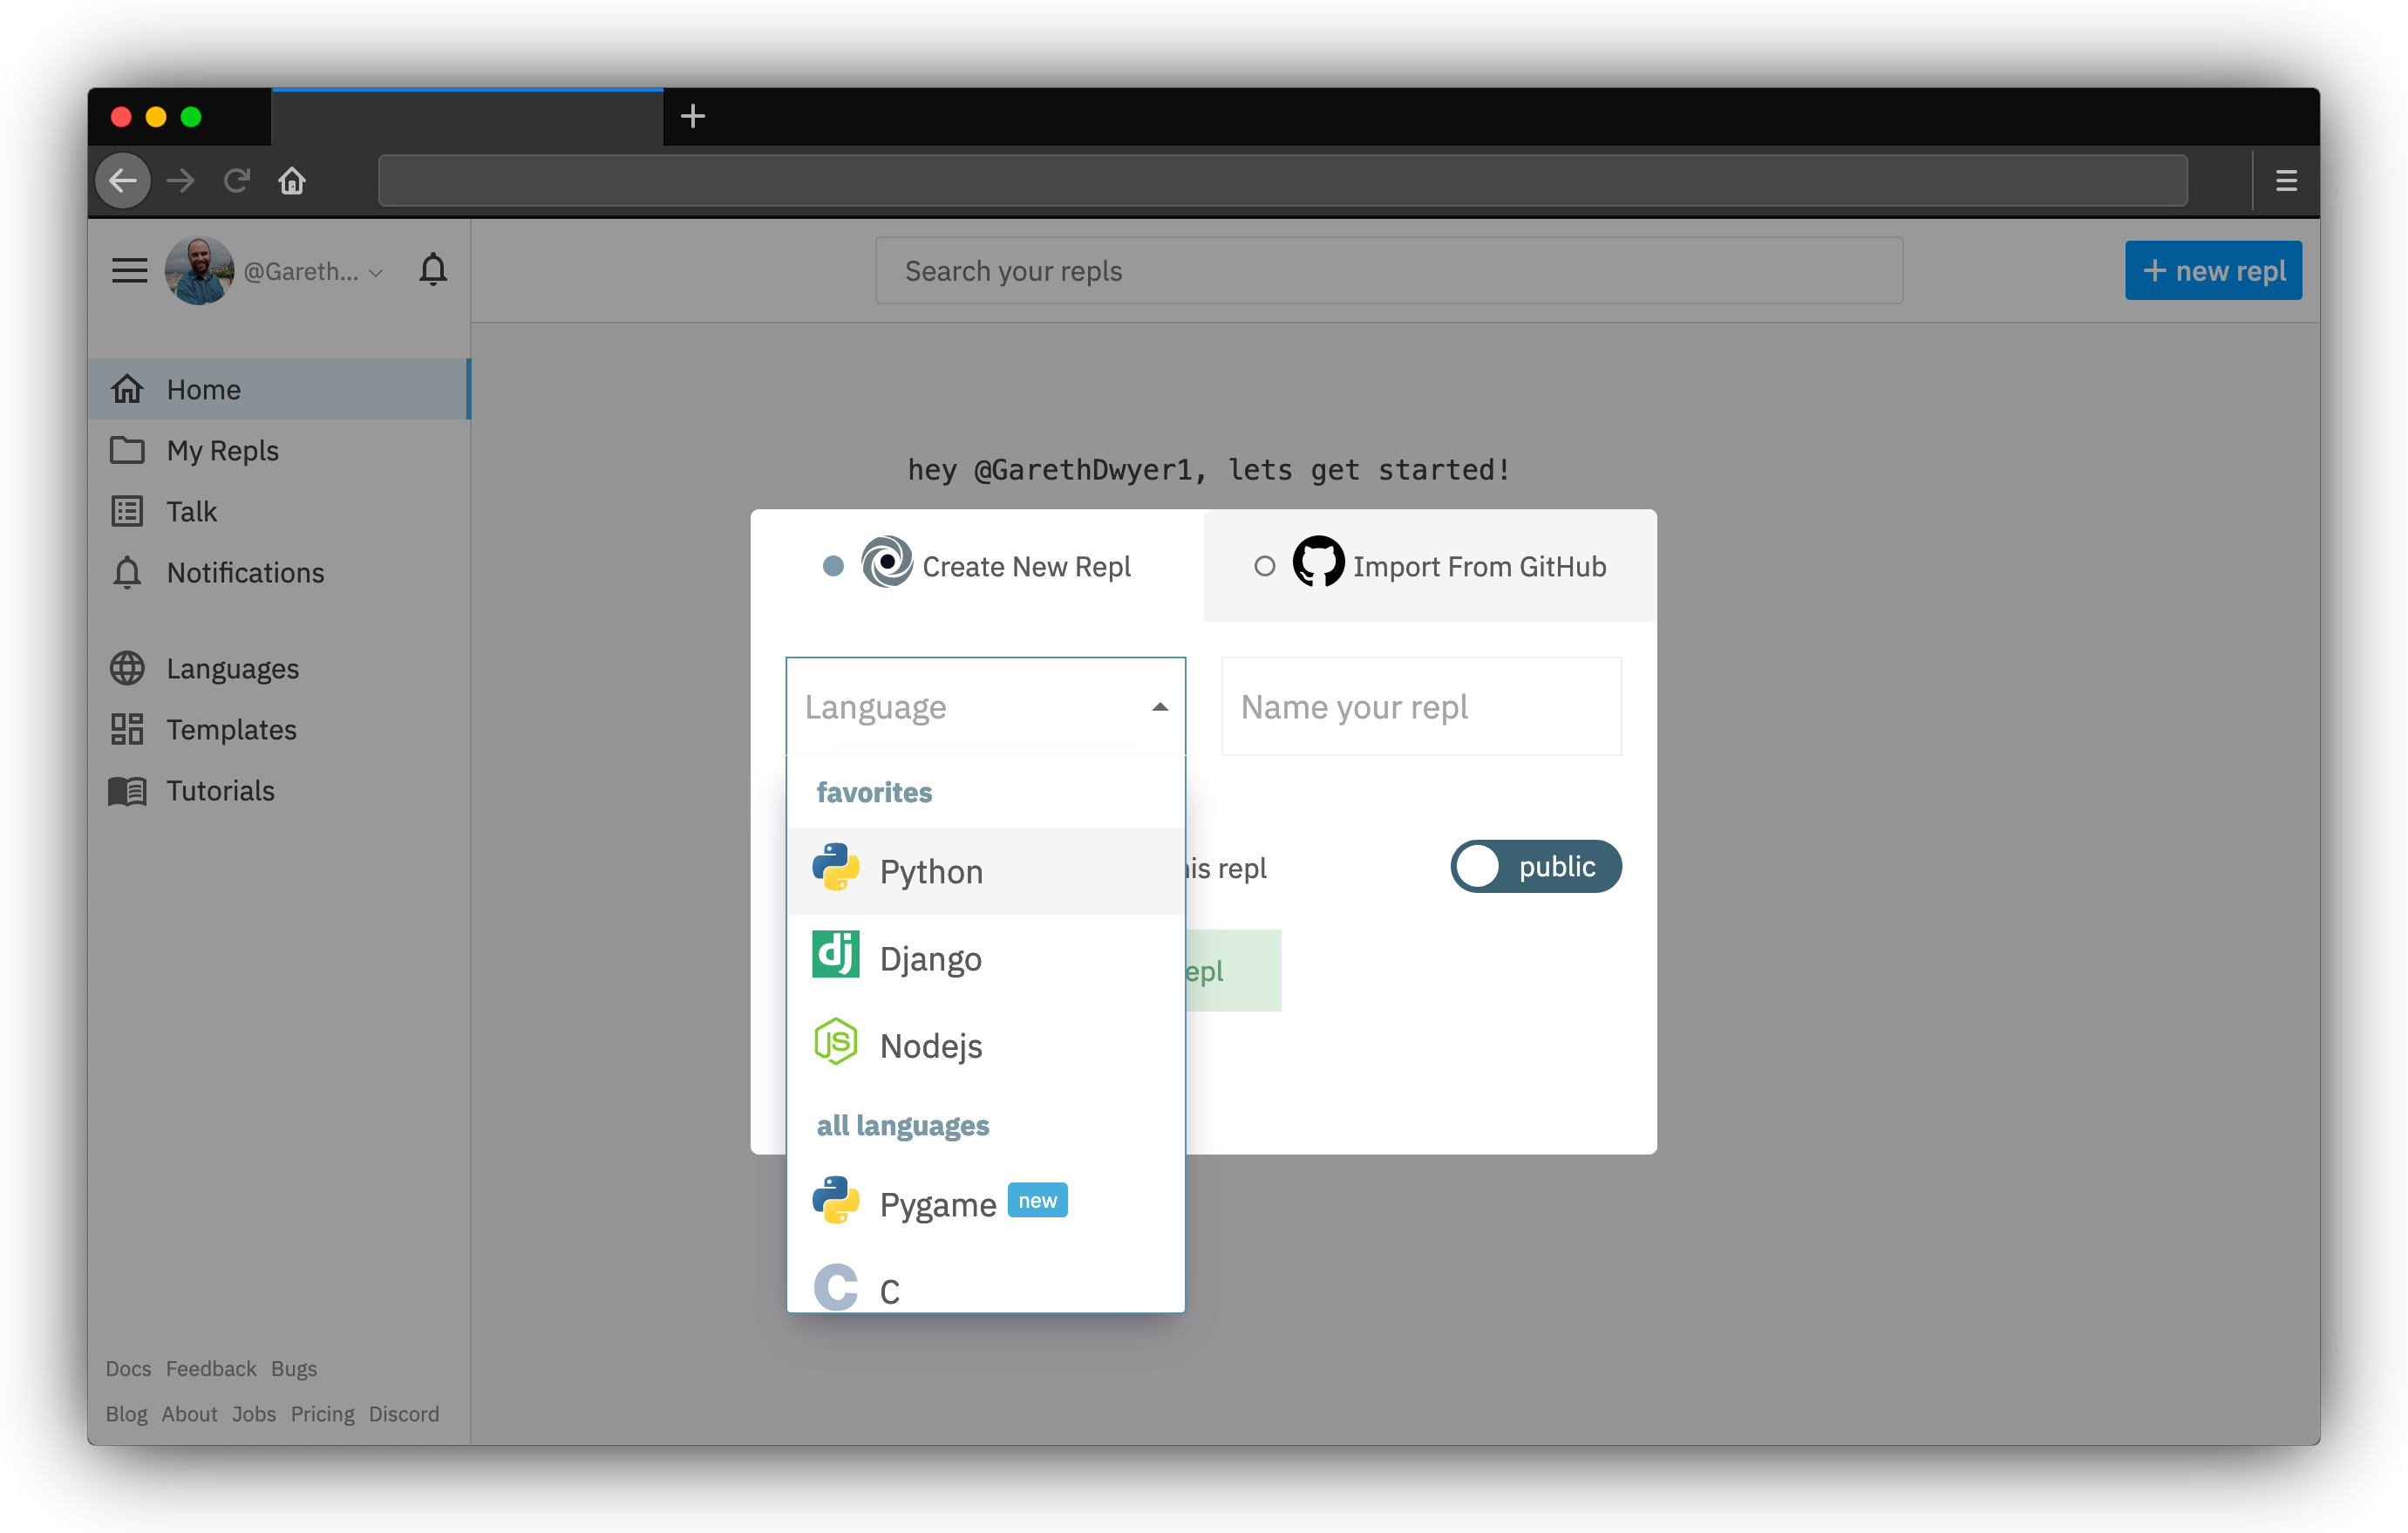 @Gareth...
Search your repls
+ new repl
Home
My Repls
Talk
Notifications
Languages
Templates
Tutorials
Docs Feedback Bugs
Blog About Jobs Pricing Discord
hey @GarethDwyer1, lets get started!
Create New Repl
Import From GitHub
Language
Name your repl
favorites
Python
dj Django
JS Nodejs
all languages
Pygame new
C C
repl
public